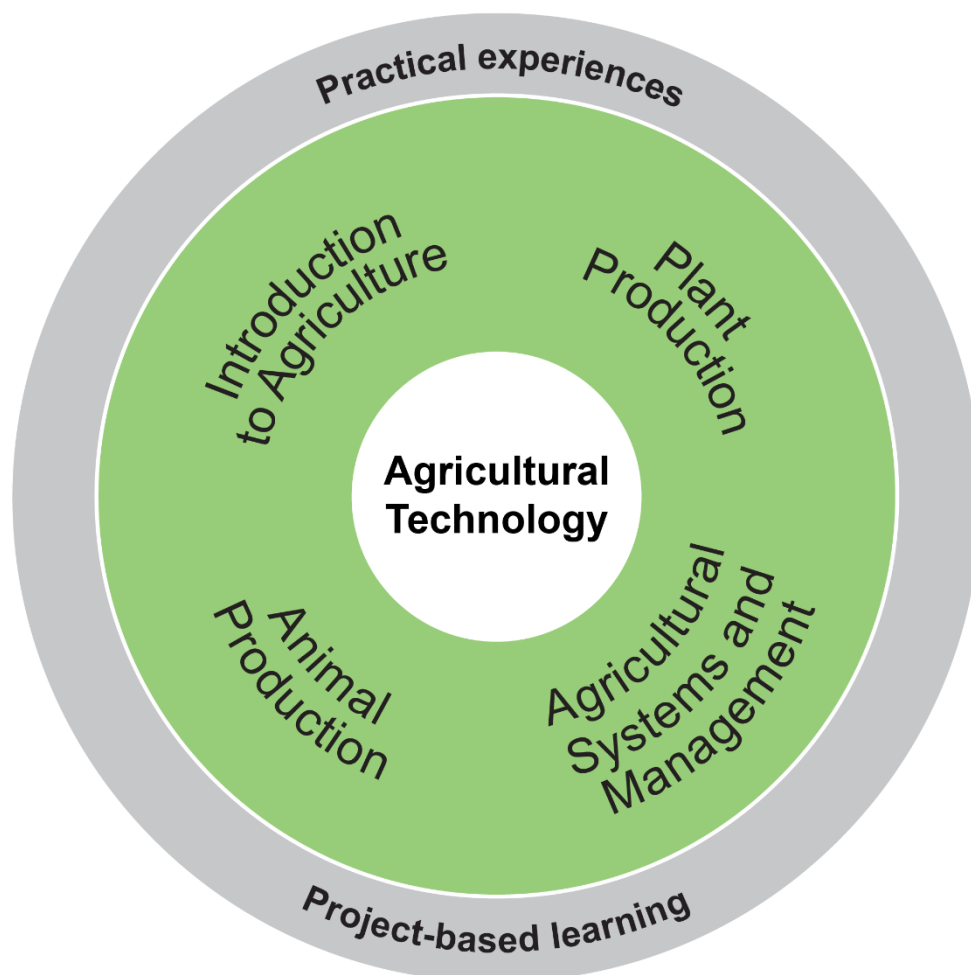 Practical experiences
Introduction
to Agriculture
Plant
Production
Agricultural
Technology
Animal
Production
Agricultural
Systems and
Management
Project-based learning